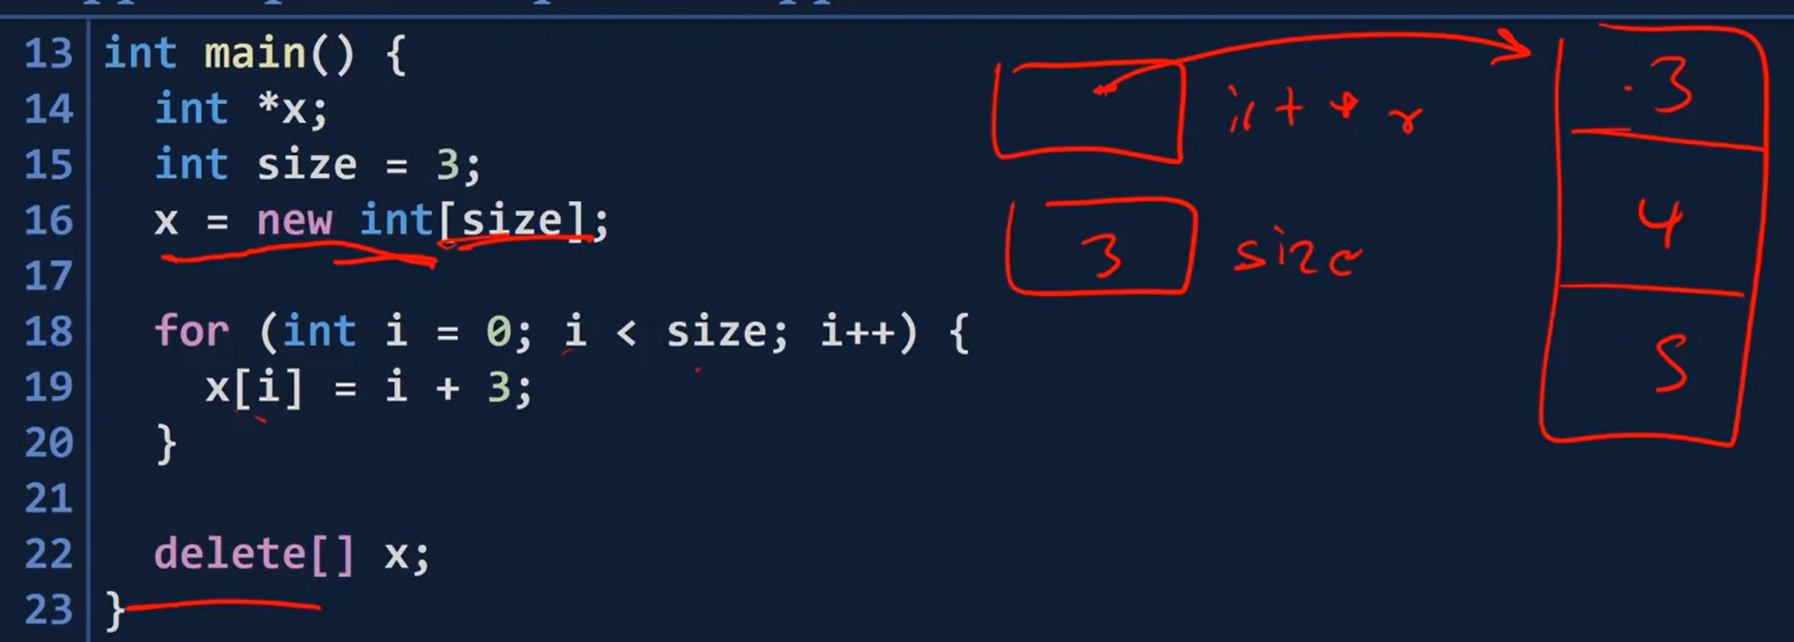 13 int main() {
14 int *x;
15 int size = 3;
16 x = new int[size];
17
18 for (int i = 0; i < size; i++) {
19 x[i] = i + 3;
20 }
21
22 delete[] x;
23 }
3 size
3
4
5